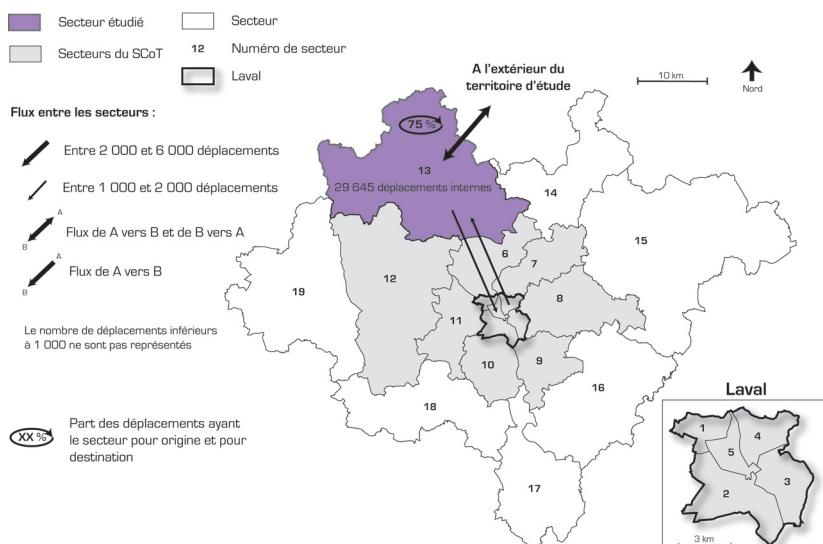 Secteur étudié
Secteur
Secteurs du SCoT
12 Numéro de secteur
Laval
Flux entre les secteurs :
Entre 2 000 et 6 000 déplacements
Entre 1 000 et 2 000 déplacements
A
B
Flux de A vers B et de B vers A
A
B
Flux de A vers B
Le nombre de déplacements inférieurs
à 1 000 ne sont pas représentés
XX %
Part des déplacements ayant
le secteur pour origine et pour
destination
A l'extérieur du
territoire d'étude
10 km
Nord
75 %
13
29 645 déplacements internes
14
15
6
7
12
19
8
11
10
9
16
18
17
Laval
1
4
5
3
2
3 km